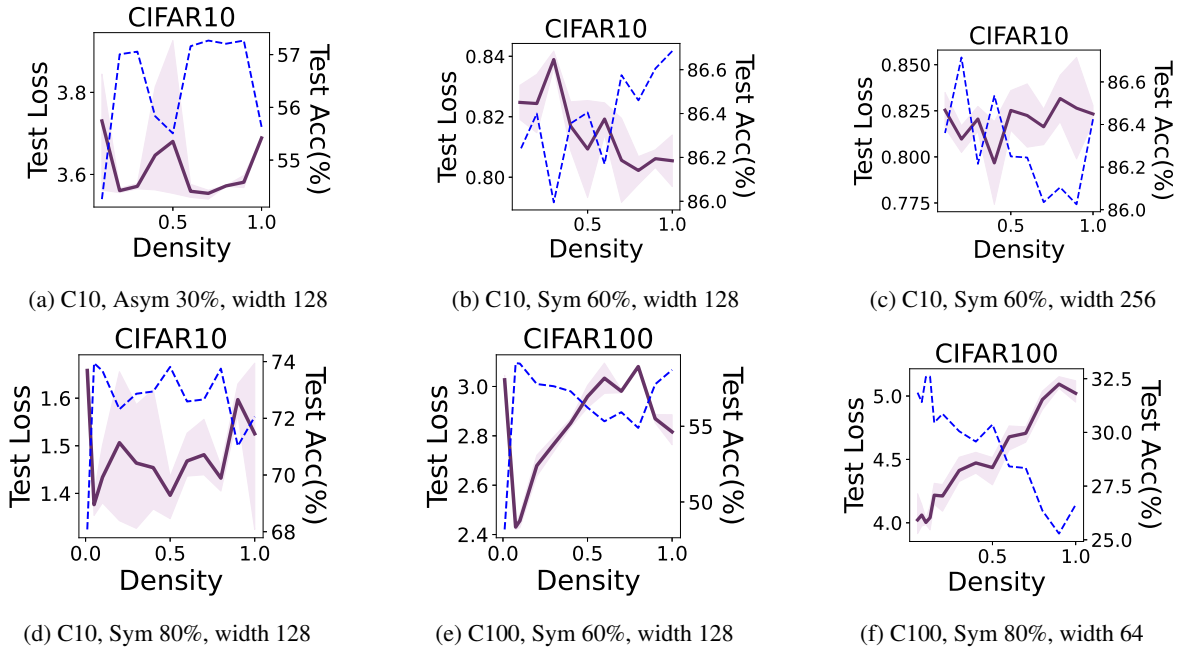 CIFAR10
3.8
3.6
Test Loss
57
56
55
Test Acc(%)
0.5
1.0
Density
(a) C10, Asym 30%, width 128
CIFAR10
0.84
0.82
0.80
Test Loss
86.6
86.4
86.2
86.0
Test Acc(%)
0.5
1.0
Density
(b) C10, Sym 60%, width 128
CIFAR10
0.850
0.825
0.800
0.775
Test Loss
86.6
86.4
86.2
86.0
Test Acc(%)
0.5
1.0
Density
(c) C10, Sym 60%, width 256
CIFAR10
1.6
1.5
1.4
Test Loss
74
72
70
68
Test Acc(%)
0.0
0.5
1.0
Density
(d) C10, Sym 80%, width 128
CIFAR100
3.0
2.8
2.6
2.4
Test Loss
55
50
Test Acc(%)
0.0
0.5
1.0
Density
(e) C100, Sym 60%, width 128
CIFAR100
5.0
4.5
4.0
Test Loss
32.5
30.0
27.5
25.0
Test Acc(%)
0.5
1.0
Density
(f) C100, Sym 80%, width 64